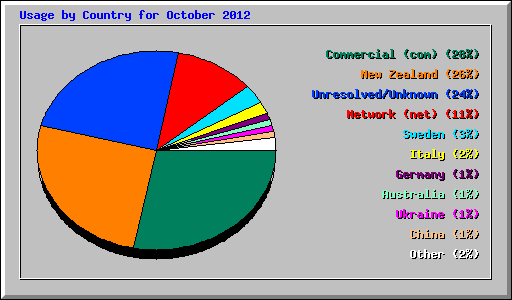 Usage by Country for October 2012
Commercial (com) (28%)
New Zealand (26%)
Unresolved/Unknown (24%)
Network (net) (11%)
Sweden (3%)
Italy (2%)
Germany (1%)
Australia (1%)
Ukraine (1%)
China (1%)
Other (2%)